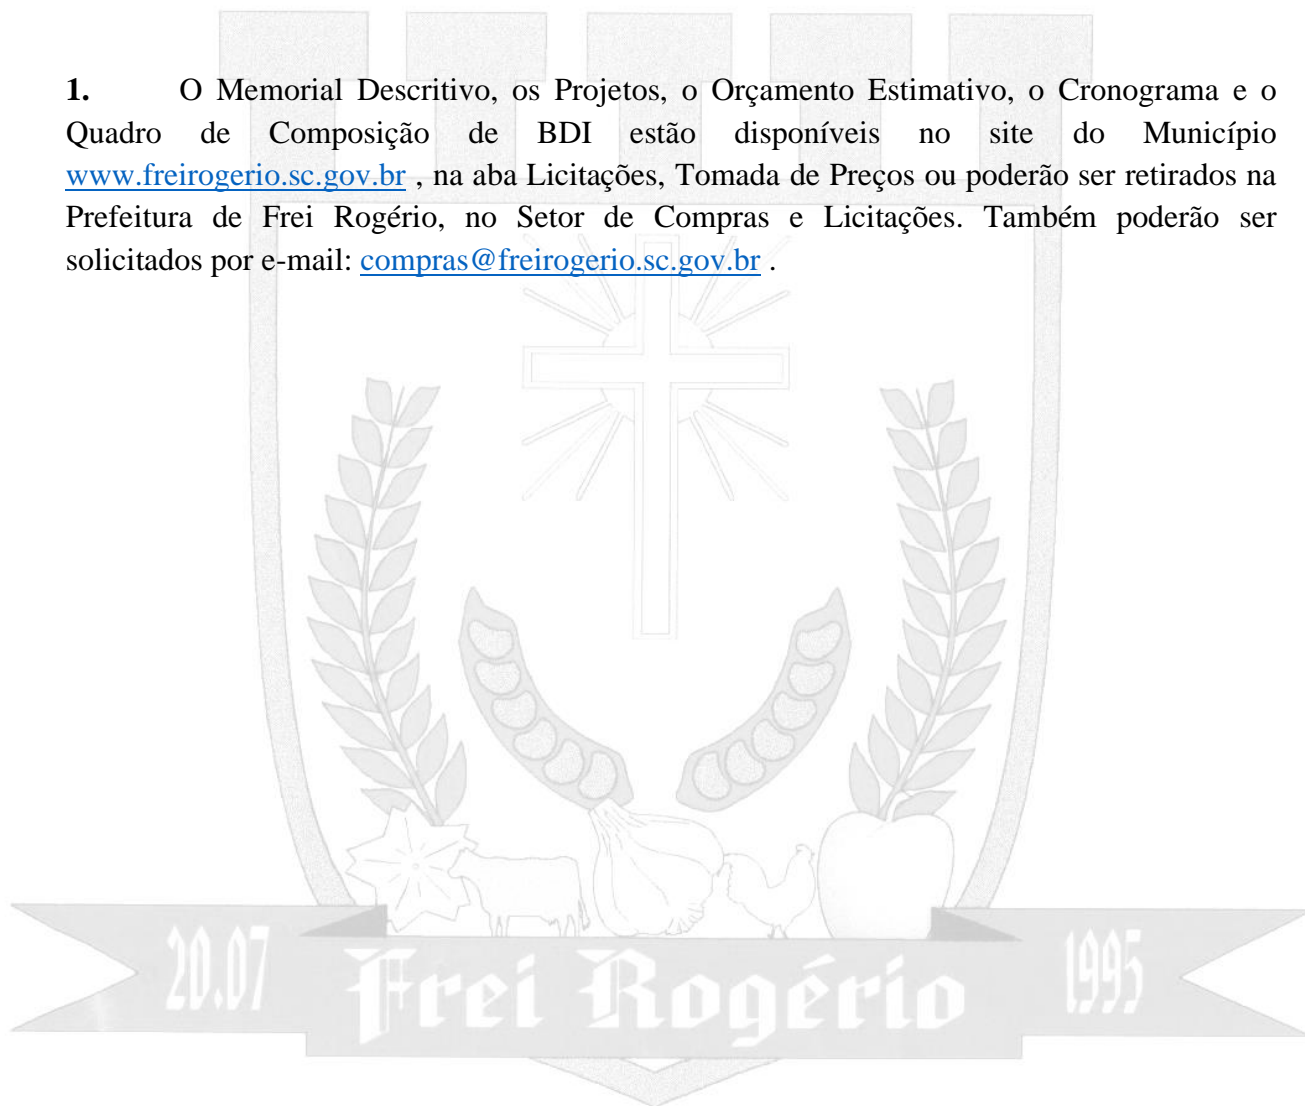 1. O Memorial Descritivo, os Projetos, o Orçamento Estimativo, o Cronograma e o
Quadro de Composição de BDI estão disponíveis no site do Município
www.freirogerio.sc.gov.br , na aba Licitações, Tomada de Preços ou poderão ser retirados na
Prefeitura de Frei Rogério, no Setor de Compras e Licitações. Também poderão ser
solicitados por e-mail: compras@freirogerio.sc.gov.br .
20.07 Frei Rogério 1995